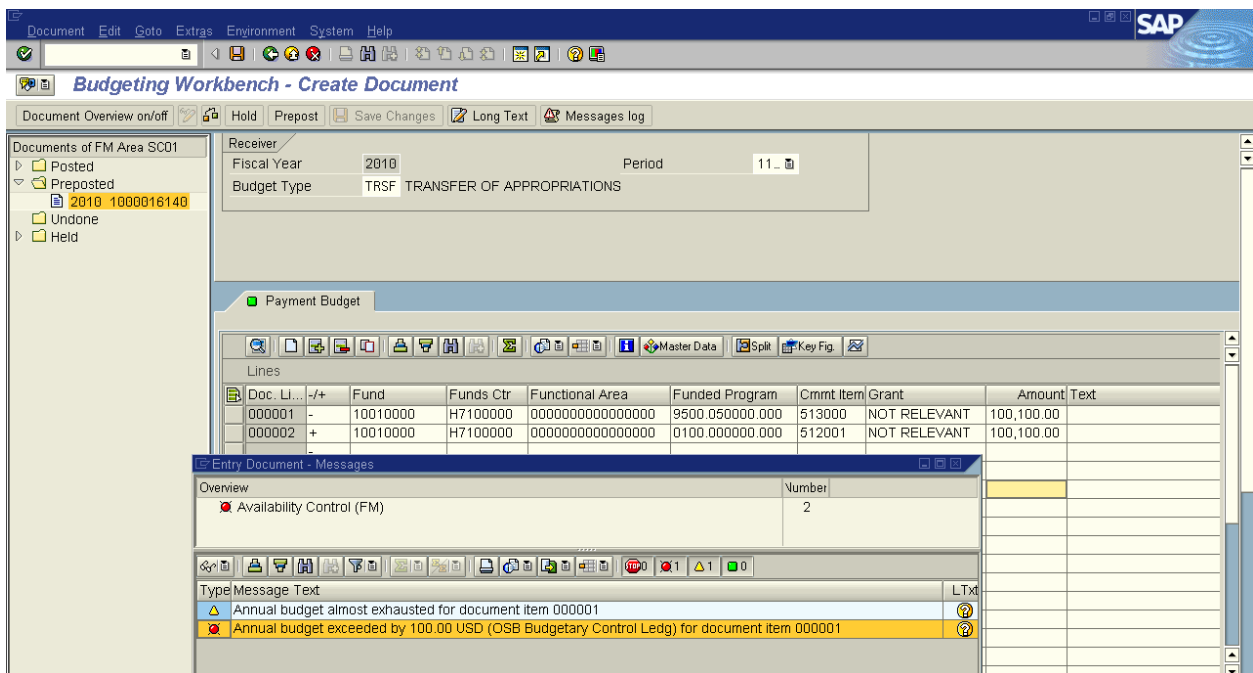 Document Edit Goto Extras Environment System Help
SAP
Budgeting Workbench - Create Document
Document Overview on/off Hold Prepost Save Changes Long Text Messages log
Documents of FM Area SC01
Posted
Preposted
2010 1000016140
Undone
Held
Receiver
Fiscal Year 2010 Period 11
Budget Type TRSF TRANSFER OF APPROPRIATIONS
Payment Budget
Master Data Split Key Fig.
Lines
Doc. Li... -/+ Fund Funds Ctr Functional Area Funded Program Cmmt Item Grant Amount Text
000001 - 10010000 H7100000 0000000000000000 9500.050000.000 513000 NOT RELEVANT 100,100.00
000002 + 10010000 H7100000 0000000000000000 0100.000000.000 512001 NOT RELEVANT 100,100.00
-
Entry Document - Messages
Overview Number
Availability Control (FM) 2
STOP 0 1 1 0
Type Message Text LTxt
Annual budget almost exhausted for document item 000001
Annual budget exceeded by 100.00 USD (OSB Budgetary Control Ledg) for document item 000001